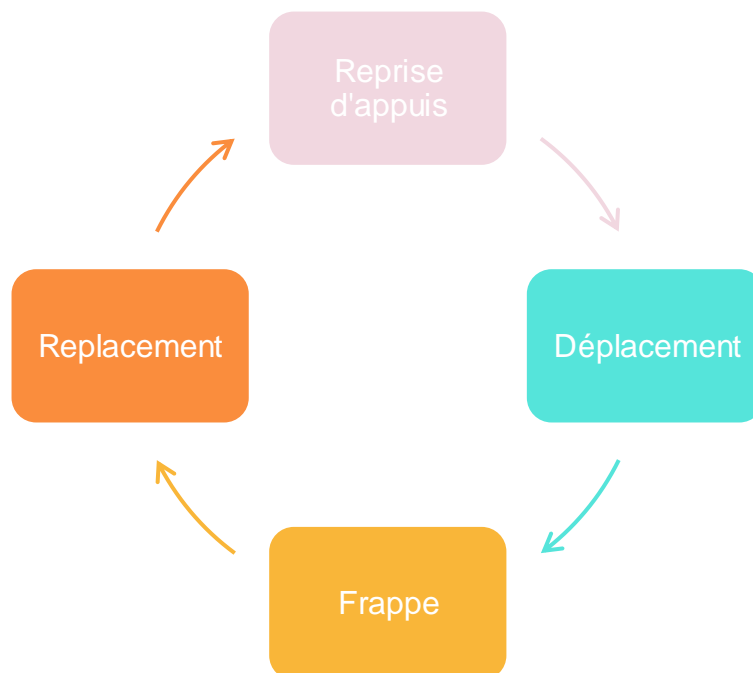 Reprise
d'appuis
Replacement
Déplacement
Frappe